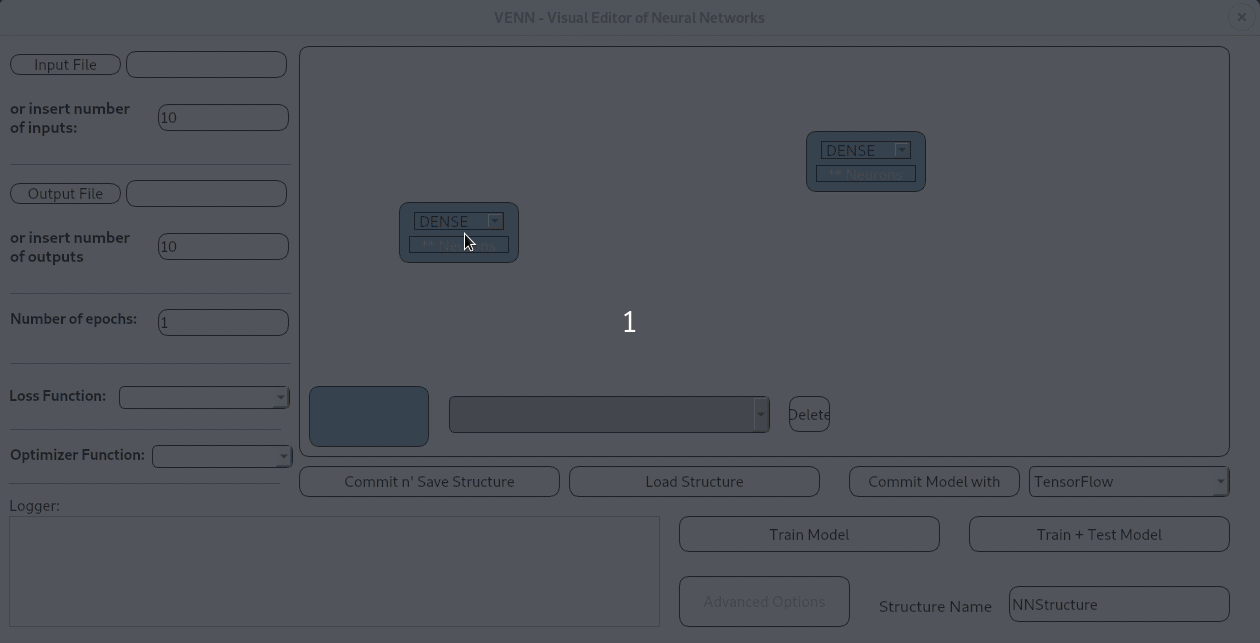 VENN - Visual Editor of Neural Networks
Input File
or insert number
of inputs:
10
Output File
or insert number
of outputs
10
Number of epochs:
1
Loss Function:
Optimizer Function:
DENSE
** Neurons
DENSE
** Neurons
1
Delete
Commit n' Save Structure
Load Structure
Commit Model with
TensorFlow
Logger:
Train Model
Train + Test Model
Advanced Options
Structure Name
NNStructure